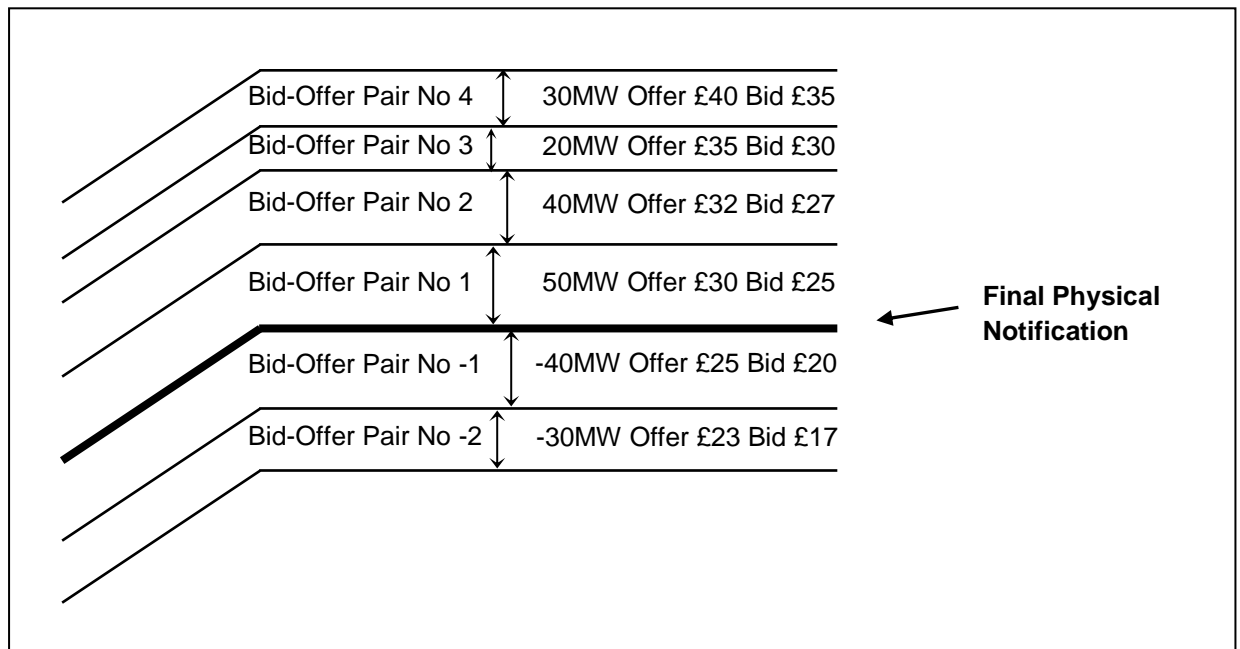 Bid-Offer Pair No 4 30MW Offer £40 Bid £35
Bid-Offer Pair No 3 20MW Offer £35 Bid £30
Bid-Offer Pair No 2 40MW Offer £32 Bid £27
Bid-Offer Pair No 1 50MW Offer £30 Bid £25
Final Physical
Notification
Bid-Offer Pair No -1 -40MW Offer £25 Bid £20
Bid-Offer Pair No -2 -30MW Offer £23 Bid £17